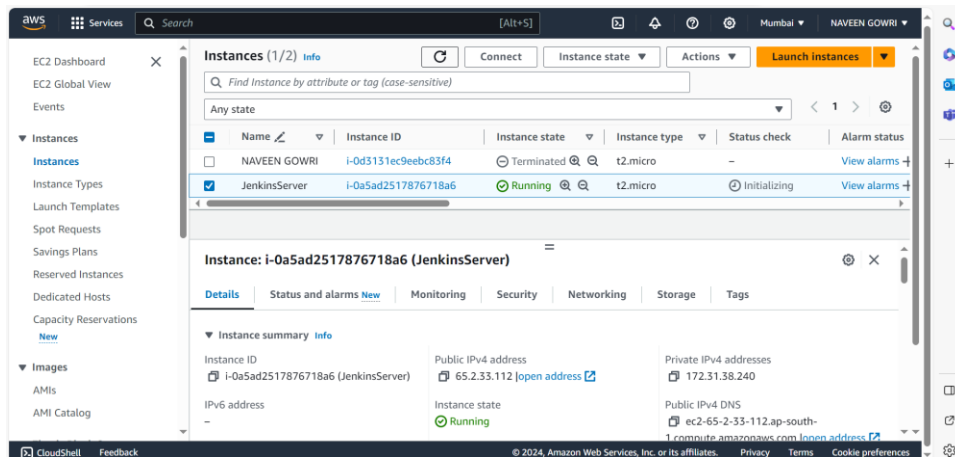 aws Services Search [Alt+S] Mumbai NAVEEN GOWRI
EC2 Dashboard
EC2 Global View
Events
Instances
Instances
Instance Types
Launch Templates
Spot Requests
Savings Plans
Reserved Instances
Dedicated Hosts
Capacity Reservations
New
Images
AMIs
AMI Catalog
Instances (1/2) Info Connect Instance state Actions Launch instances
Find Instance by attribute or tag (case-sensitive)
Any state 1
Name Instance ID Instance state Instance type Status check Alarm status
NAVEEN GOWRI i-0d3131ec9eebc83f4 Terminated t2.micro – View alarms +
JenkinsServer i-0a5ad2517876718a6 Running t2.micro Initializing View alarms +
Instance: i-0a5ad2517876718a6 (JenkinsServer)
Details Status and alarms New Monitoring Security Networking Storage Tags
Instance summary Info
Instance ID Public IPv4 address Private IPv4 addresses
i-0a5ad2517876718a6 (JenkinsServer) 65.2.33.112 |open address 172.31.38.240
IPv6 address Instance state Public IPv4 DNS
– Running ec2-65-2-33-112.ap-south-
1.compute.amazonaws.com |open address
CloudShell Feedback © 2024, Amazon Web Services, Inc. or its affiliates. Privacy Terms Cookie preferences